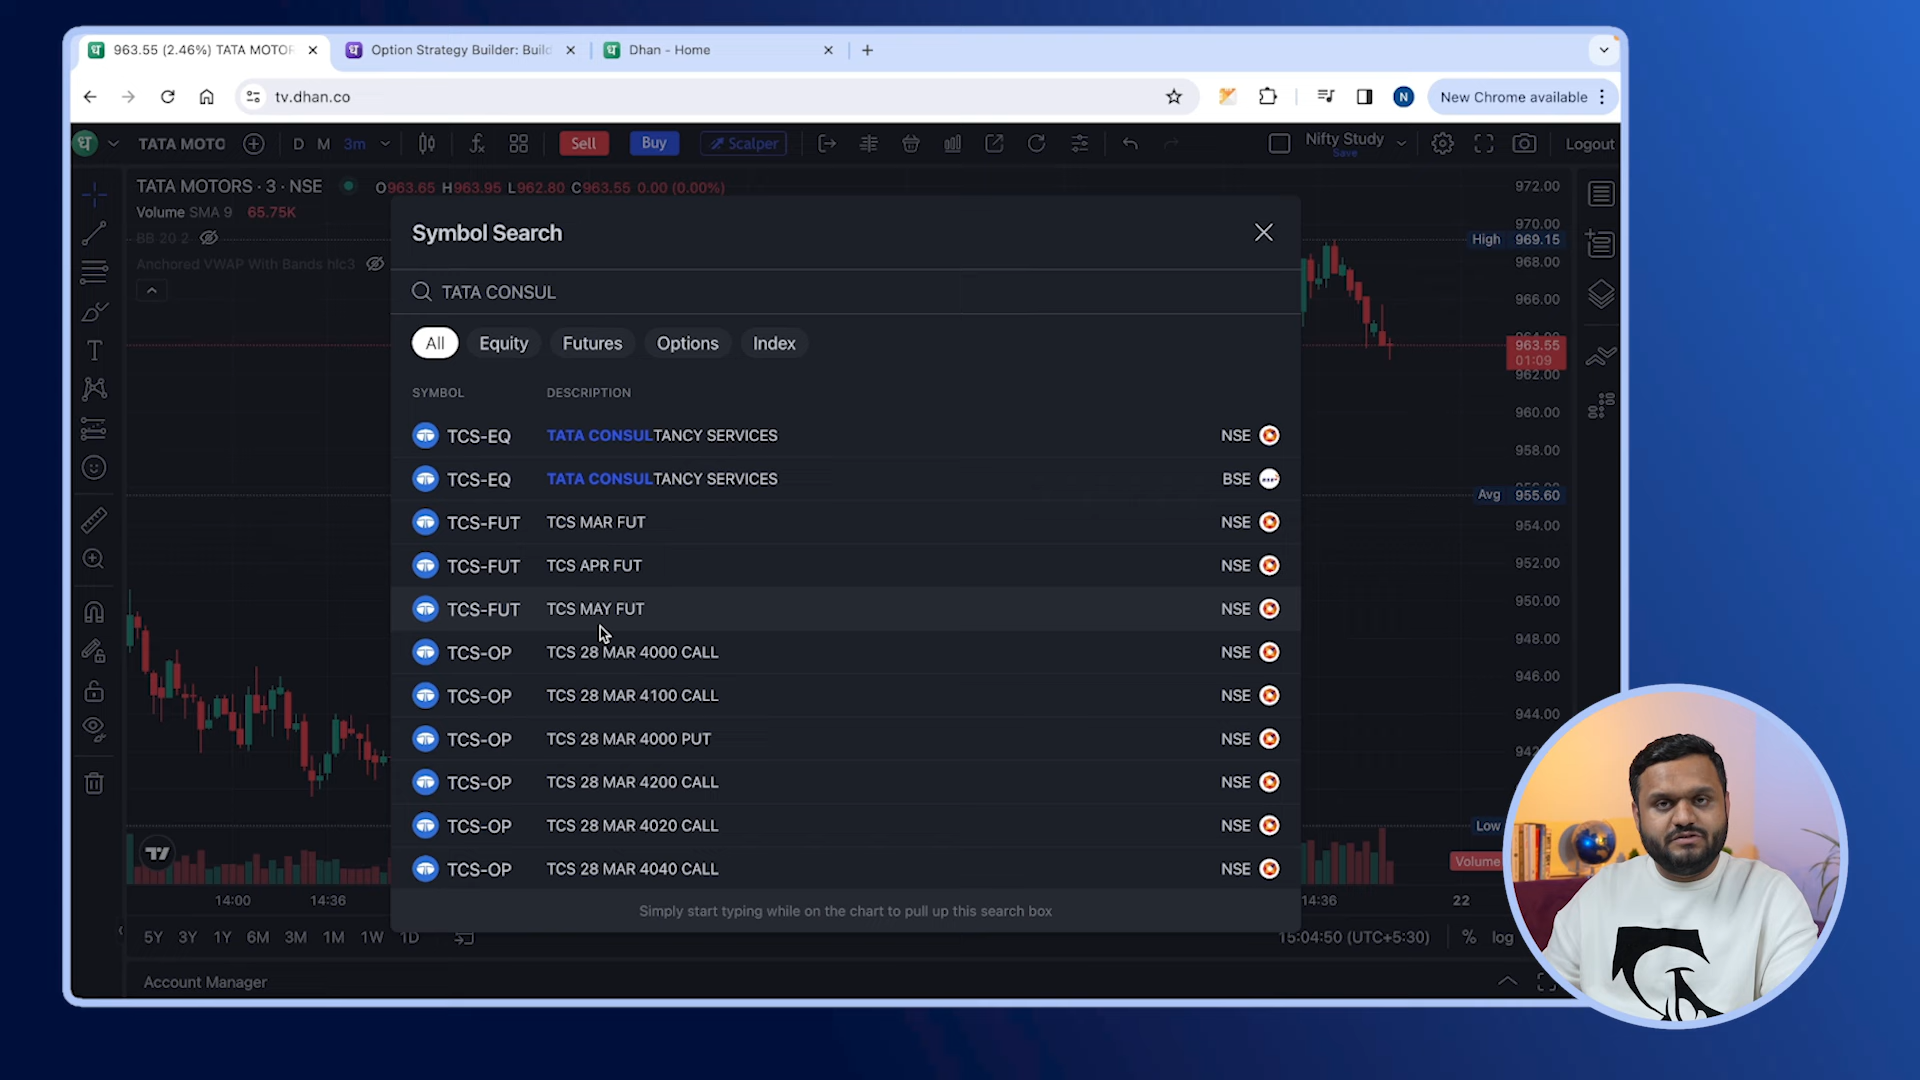 963.55 (2.46%) TATA MOTOR
Option Strategy Builder: Build
Dhan - Home
tv.dhan.co
N
New Chrome available
TATA MOTO
D M 3m
Sell
Buy
Scalper
Nifty Study
Save
Logout
TATA MOTORS · 3 · NSE
O963.65 H963.95 L962.80 C963.55 0.00 (0.00%)
Volume SMA 9 65.75K
BB 20 2
Anchored VWAP With Bands hlc3
Symbol Search
TATA CONSUL
All
Equity
Futures
Options
Index
SYMBOL DESCRIPTION
TCS-EQ TATA CONSULTANCY SERVICES NSE
TCS-EQ TATA CONSULTANCY SERVICES BSE
TCS-FUT TCS MAR FUT NSE
TCS-FUT TCS APR FUT NSE
TCS-FUT TCS MAY FUT NSE
TCS-OP TCS 28 MAR 4000 CALL NSE
TCS-OP TCS 28 MAR 4100 CALL NSE
TCS-OP TCS 28 MAR 4000 PUT NSE
TCS-OP TCS 28 MAR 4200 CALL NSE
TCS-OP TCS 28 MAR 4020 CALL NSE
TCS-OP TCS 28 MAR 4040 CALL NSE
Simply start typing while on the chart to pull up this search box
972.00
970.00
High 969.15
968.00
966.00
963.55
01:09
962.00
960.00
958.00
Avg 955.60
954.00
952.00
950.00
948.00
946.00
944.00
Low
Volume
14:00
14:36
14:36
22
5Y 3Y 1Y 6M 3M 1M 1W 1D
15:04:50 (UTC+5:30)
% log
Account Manager